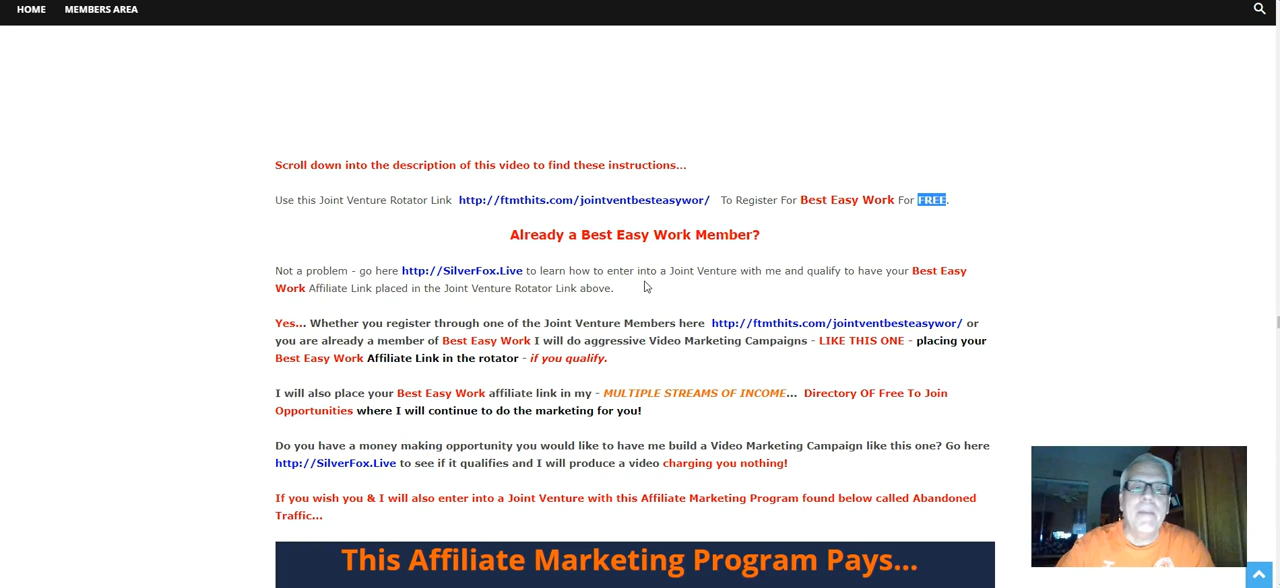 HOME MEMBERS AREA
Scroll down into the description of this video to find these instructions...
Use this Joint Venture Rotator Link http://ftmthits.com/jointventbesteasywor/ To Register For Best Easy Work For FREE.
Already a Best Easy Work Member?
Not a problem - go here http://SilverFox.Live to learn how to enter into a Joint Venture with me and qualify to have your Best Easy
Work Affiliate Link placed in the Joint Venture Rotator Link above.
Yes... Whether you register through one of the Joint Venture Members here http://ftmthits.com/jointventbesteasywor/ or
you are already a member of Best Easy Work I will do aggressive Video Marketing Campaigns - LIKE THIS ONE - placing your
Best Easy Work Affiliate Link in the rotator - if you qualify.
I will also place your Best Easy Work affiliate link in my - MULTIPLE STREAMS OF INCOME... Directory OF Free To Join
Opportunities where I will continue to do the marketing for you!
Do you have a money making opportunity you would like to have me build a Video Marketing Campaign like this one? Go here
http://SilverFox.Live to see if it qualifies and I will produce a video charging you nothing!
If you wish you & I will also enter into a Joint Venture with this Affiliate Marketing Program found below called Abandoned
Traffic...
This Affiliate Marketing Program Pays...